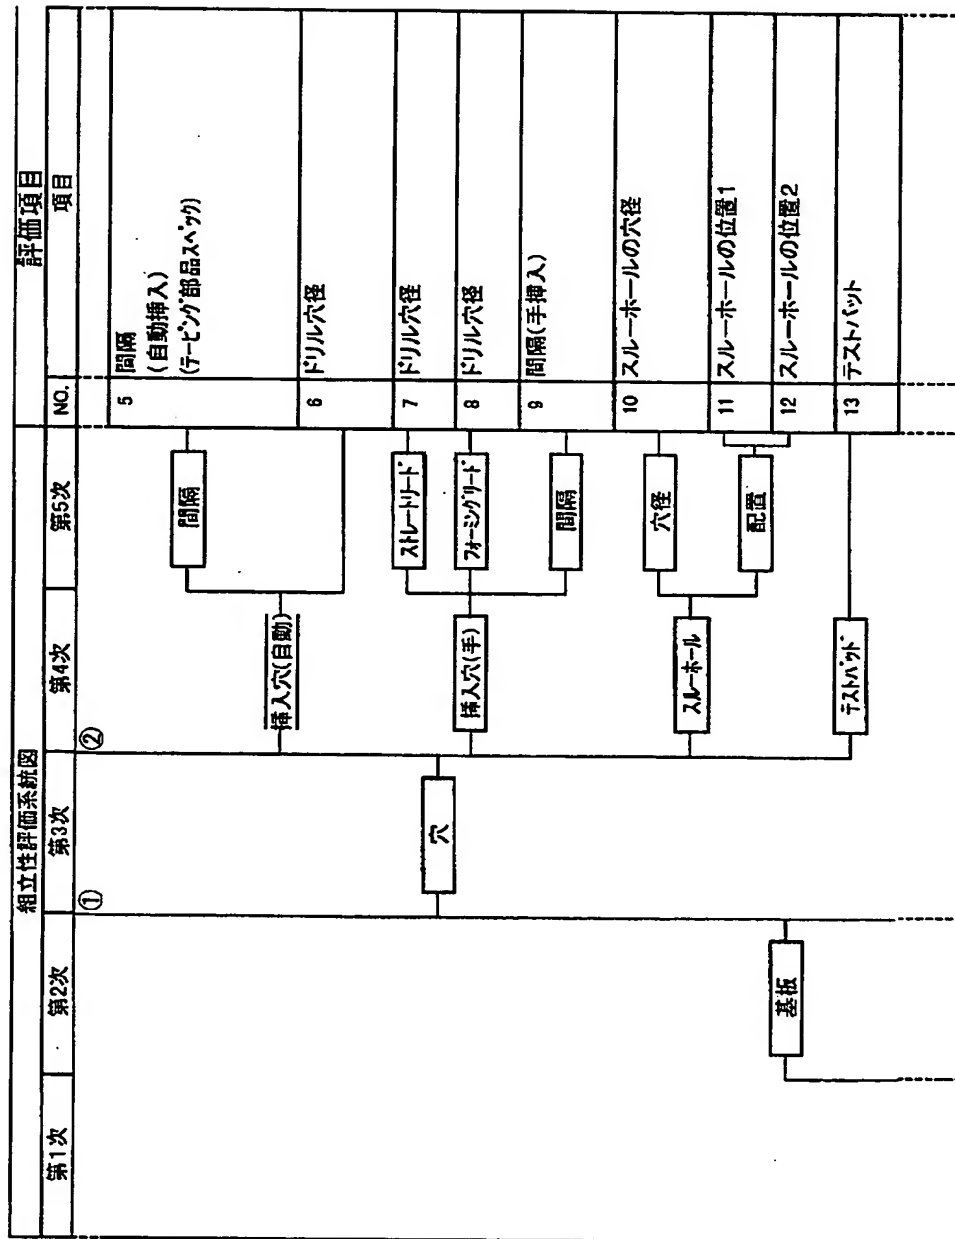 組立性評価系統図
評価項目
第1次
第2次
第3次
第4次
第5次
NO.
項目
①
②
基板
穴
挿入穴(自動)
間隔
5
間隔
(自動挿入)
(テーピング部品スペック)
6
ドリル穴径
挿入穴(手)
ストレートリード
7
ドリル穴径
フォーミングリード
8
ドリル穴径
間隔
9
間隔(手挿入)
スルーホール
穴径
10
スルーホールの穴径
配置
11
スルーホールの位置1
12
スルーホールの位置2
テストパッド
13
テストパット